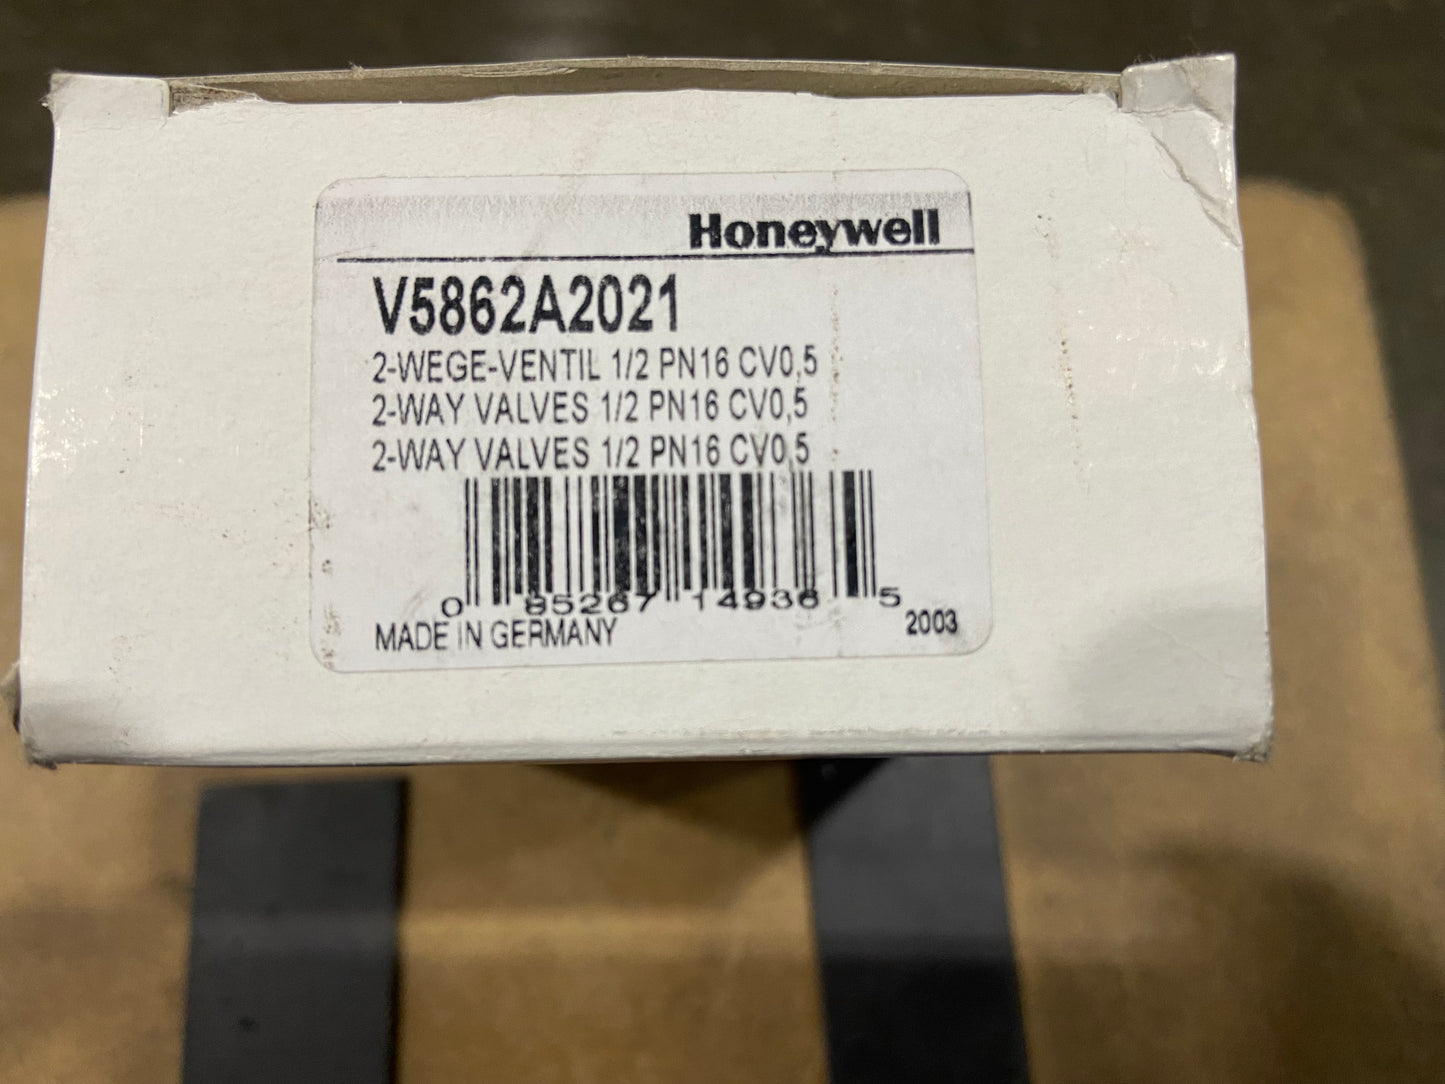 Honeywell
V5862A2021
2-WEGE-VENTIL 1/2 PN16 CV0,5
2-WAY VALVES 1/2 PN16 CV0,5
2-WAY VALVES 1/2 PN16 CV0,5
0 85267 14936 5
MADE IN GERMANY 2003